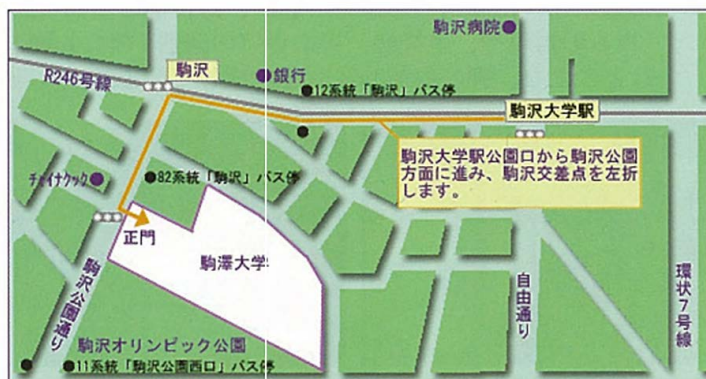 駒沢病院
駒沢
R246号線
銀行
12系統「駒沢」バス停
駒沢大学駅
駒沢大学駅公園口から駒沢公園
方面に進み、駒沢交差点を左折
します。
チャイナクック
82系統「駒沢」バス停
正門
駒澤大学
駒沢公園通り
自由通り
環状7号線
駒沢オリンピック公園
11系統「駒沢公園西口」バス停